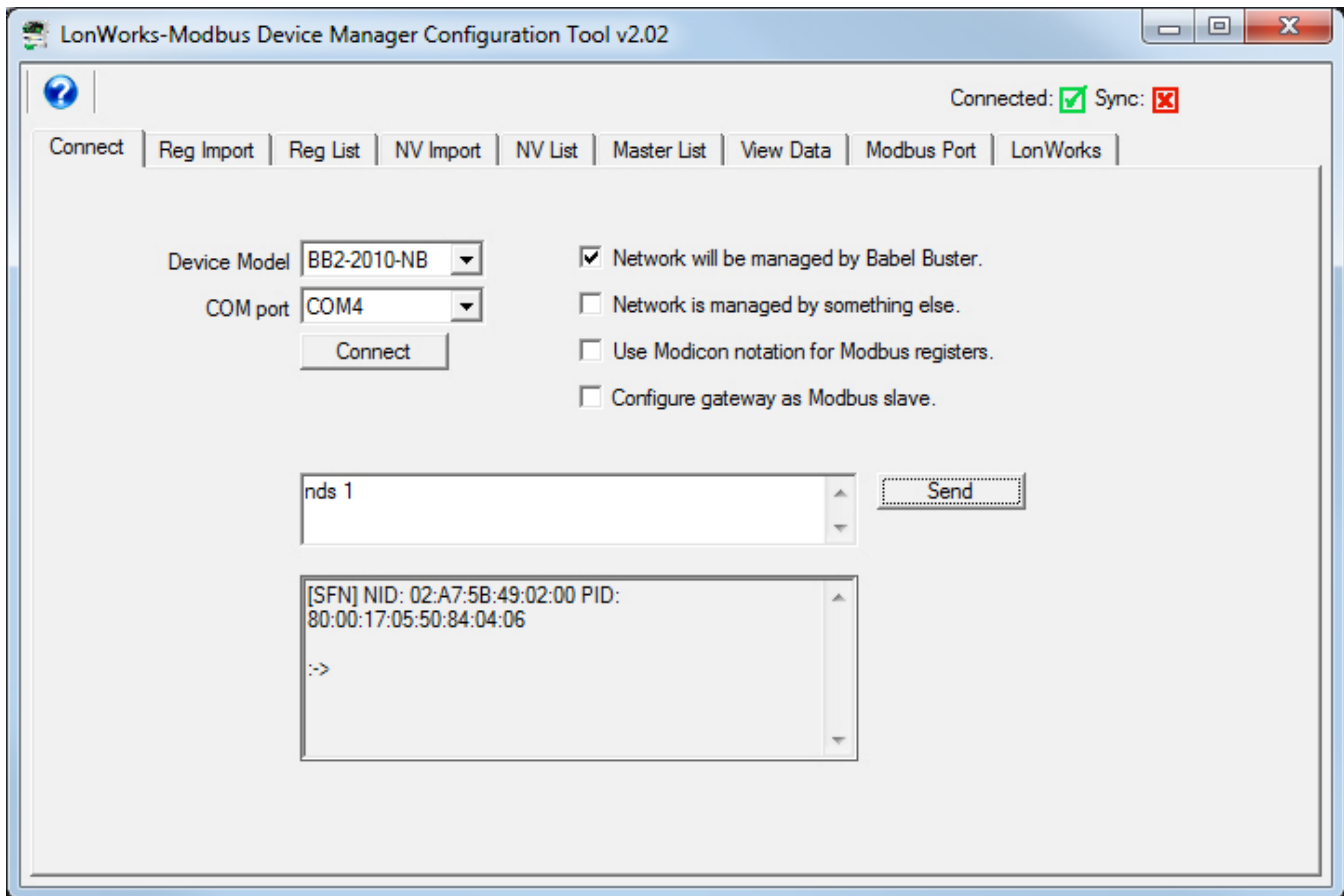 LonWorks-Modbus Device Manager Configuration Tool v2.02
Connected: Sync:
Connect Reg Import Reg List NV Import NV List Master List View Data Modbus Port LonWorks
Device Model BB2-2010-NB
COM port COM4
Connect
Network will be managed by Babel Buster.
Network is managed by something else.
Use Modicon notation for Modbus registers.
Configure gateway as Modbus slave.
nds 1
Send
[SFN] NID: 02:A7:5B:49:02:00 PID:
80:00:17:05:50:84:04:06
:->